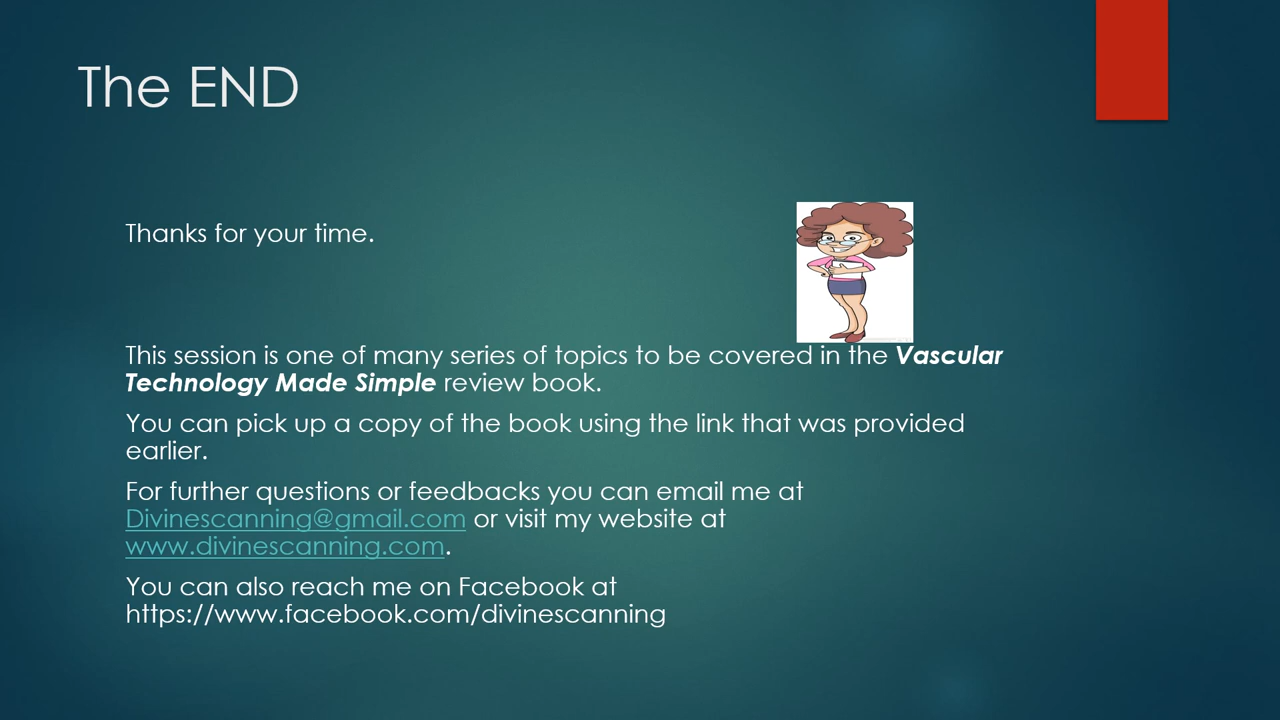 The END
Thanks for your time.
This session is one of many series of topics to be covered in the Vascular
Technology Made Simple review book.
You can pick up a copy of the book using the link that was provided
earlier.
For further questions or feedbacks you can email me at
Divinescanning@gmail.com or visit my website at
www.divinescanning.com.
You can also reach me on Facebook at
https://www.facebook.com/divinescanning